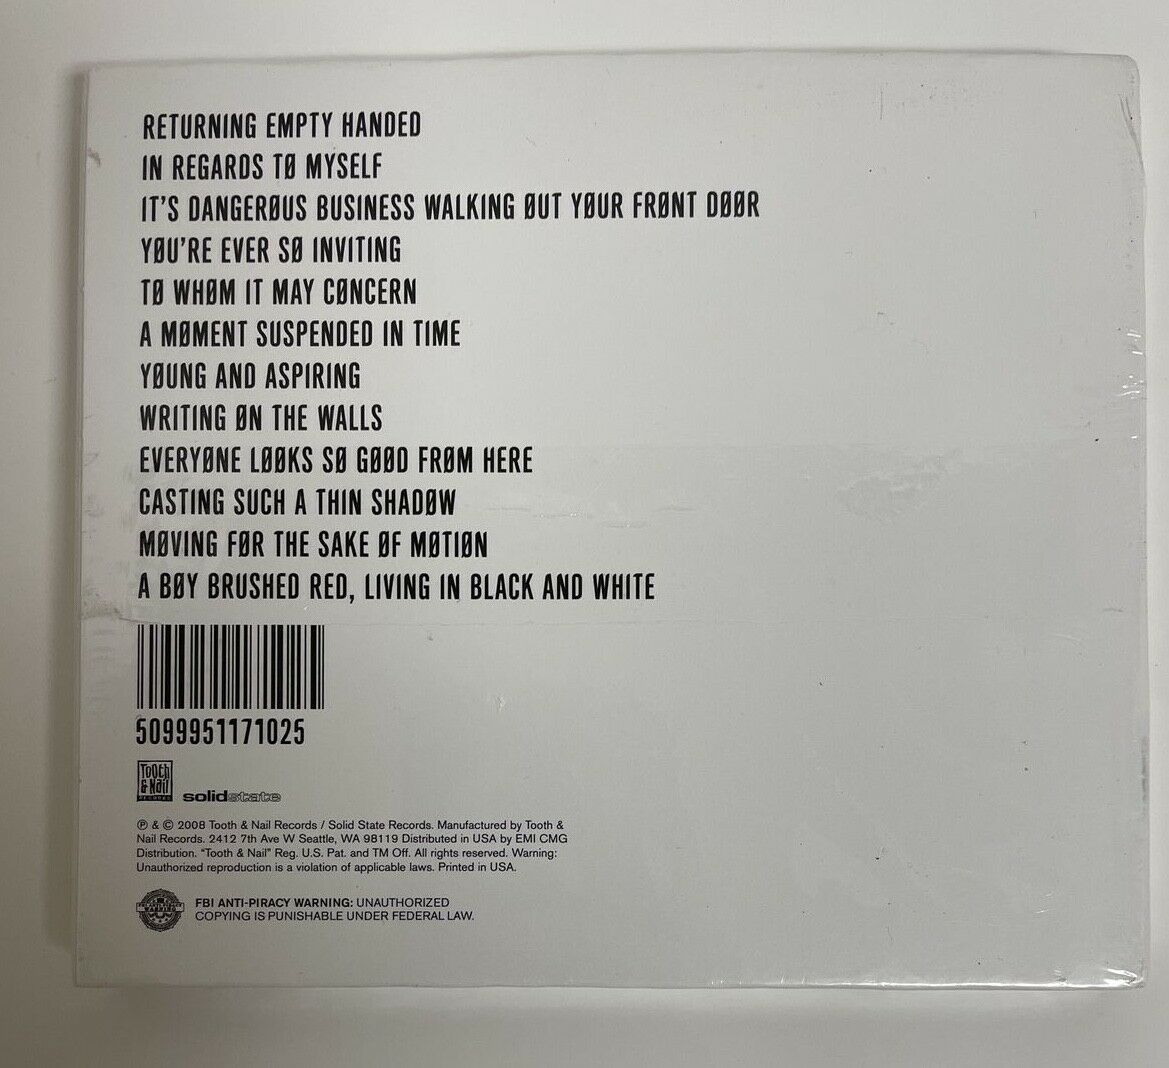 RETURNING EMPTY HANDED
IN REGARDS TØ MYSELF
IT'S DANGERØUS BUSINESS WALKING ØUT YØUR FRØNT DØØR
YØU'RE EVER SØ INVITING
TØ WHØM IT MAY CØNCERN
A MØMENT SUSPENDED IN TIME
YØUNG AND ASPIRING
WRITING ØN THE WALLS
EVERYØNE LØØKS SØ GØØD FRØM HERE
CASTING SUCH A THIN SHADØW
MØVING FØR THE SAKE ØF MØTIØN
A BØY BRUSHED RED, LIVING IN BLACK AND WHITE
5099951171025
Tooth
& Nail
RECORDS
solidstate
℗ & © 2008 Tooth & Nail Records / Solid State Records. Manufactured by Tooth &
Nail Records. 2412 7th Ave W Seattle, WA 98119 Distributed in USA by EMI CMG
Distribution. “Tooth & Nail” Reg. U.S. Pat. and TM Off. All rights reserved. Warning:
Unauthorized reproduction is a violation of applicable laws. Printed in USA.
FBI ANTI-PIRACY WARNING
FBI ANTI-PIRACY WARNING: UNAUTHORIZED
COPYING IS PUNISHABLE UNDER FEDERAL LAW.